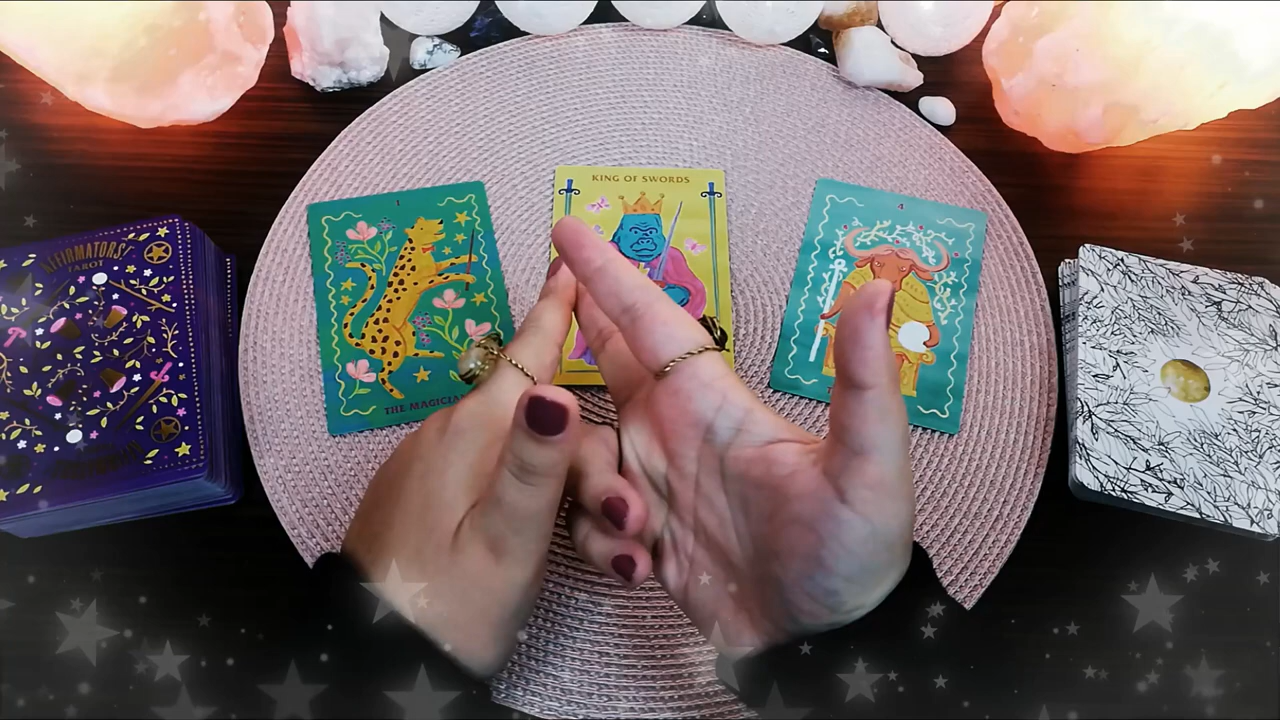 AFFIRMATORS!
TAROT
1
THE MAGICIAN
KING OF SWORDS
4